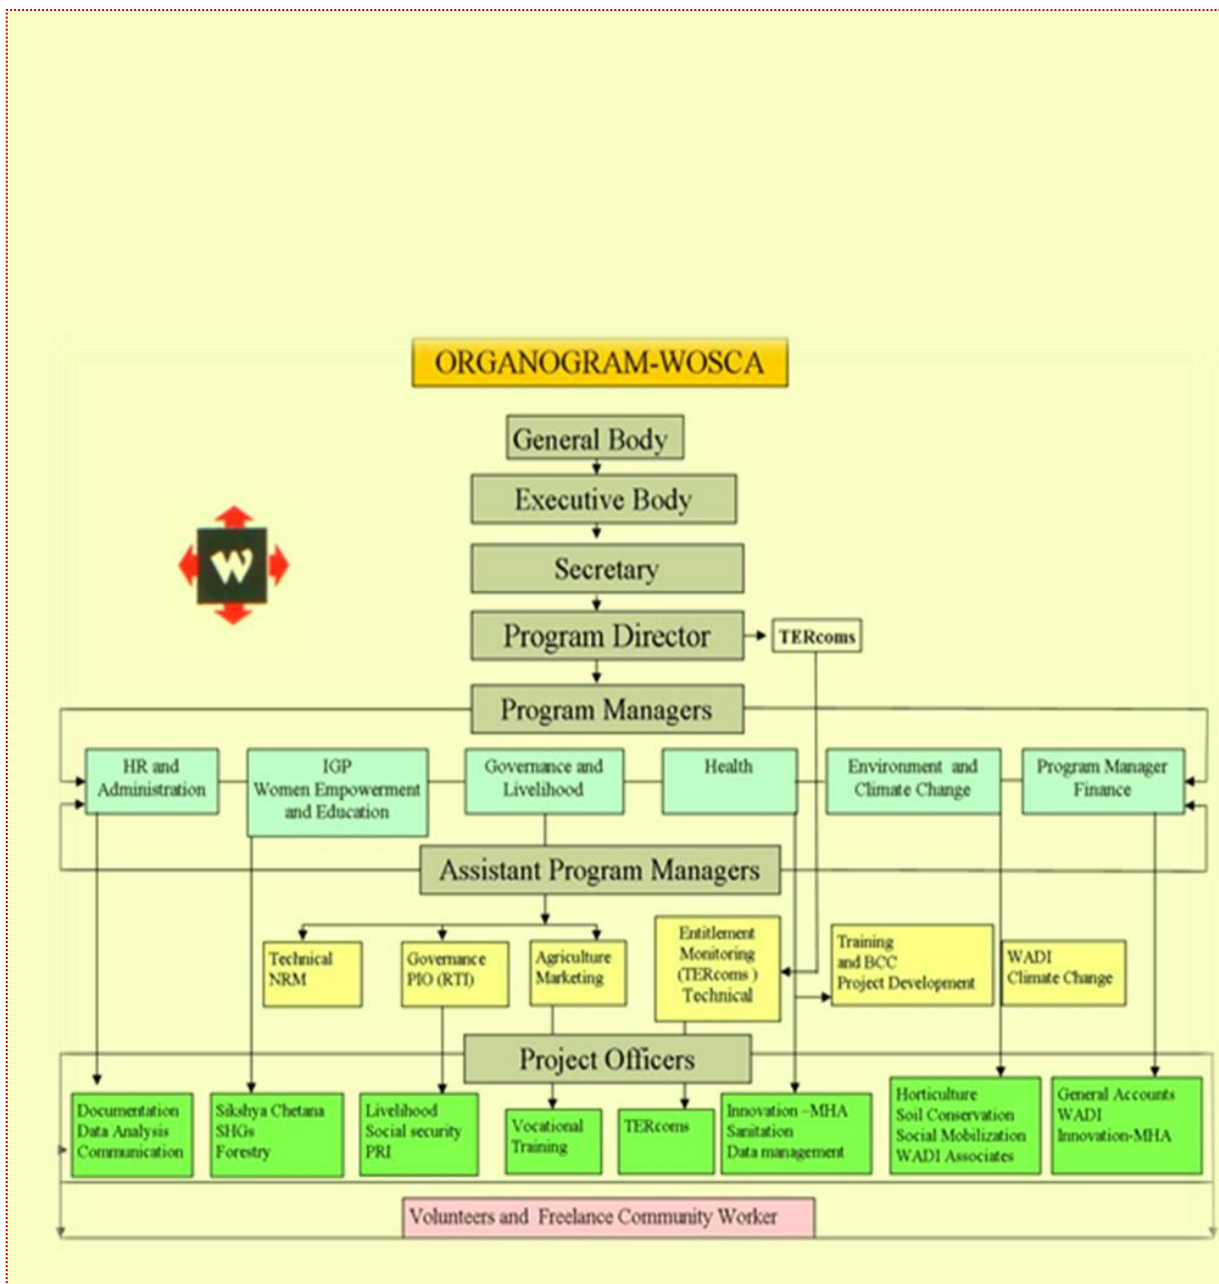 ORGANOGRAM-WOSCA
General Body
Executive Body
W
Secretary
Program Director
TERcoms
Program Managers
HR and
Administration
IGP
Women Empowerment
and Education
Governance and
Livelihood
Health
Environment and
Climate Change
Program Manager
Finance
Assistant Program Managers
Technical
NRM
Governance
PIO (RTI)
Agriculture
Marketing
Entitlement
Monitoring
(TERcoms )
Technical
Training
and BCC
Project Development
WADI
Climate Change
Project Officers
Documentation
Data Analysis
Communication
Sikshya Chetana
SHGs
Forestry
Livelihood
Social security
PRI
Vocational
Training
TERcoms
Innovation –MHA
Sanitation
Data management
Horticulture
Soil Conservation
Social Mobilization
WADI Associates
General Accounts
WADI
Innovation-MHA
Volunteers and Freelance Community Worker